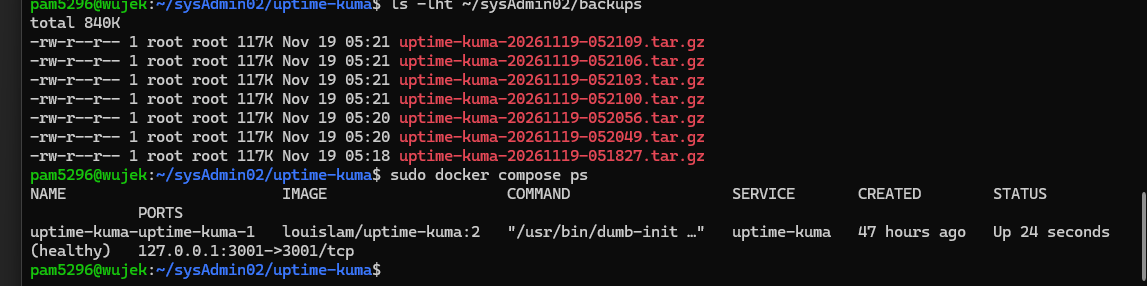 pam5296@wujek:~/sysAdmin02/uptime-kuma$ ls -lht ~/sysAdmin02/backups
total 840K
-rw-r--r-- 1 root root 117K Nov 19 05:21 uptime-kuma-20261119-052109.tar.gz
-rw-r--r-- 1 root root 117K Nov 19 05:21 uptime-kuma-20261119-052106.tar.gz
-rw-r--r-- 1 root root 117K Nov 19 05:21 uptime-kuma-20261119-052103.tar.gz
-rw-r--r-- 1 root root 117K Nov 19 05:21 uptime-kuma-20261119-052100.tar.gz
-rw-r--r-- 1 root root 117K Nov 19 05:20 uptime-kuma-20261119-052056.tar.gz
-rw-r--r-- 1 root root 117K Nov 19 05:20 uptime-kuma-20261119-052049.tar.gz
-rw-r--r-- 1 root root 117K Nov 19 05:18 uptime-kuma-20261119-051827.tar.gz
pam5296@wujek:~/sysAdmin02/uptime-kuma$ sudo docker compose ps
NAME                        IMAGE                  COMMAND                    SERVICE       CREATED        STATUS
            PORTS
uptime-kuma-uptime-kuma-1   louislam/uptime-kuma:2   "/usr/bin/dumb-init …"   uptime-kuma   47 hours ago   Up 24 seconds
(healthy)   127.0.0.1:3001->3001/tcp
pam5296@wujek:~/sysAdmin02/uptime-kuma$